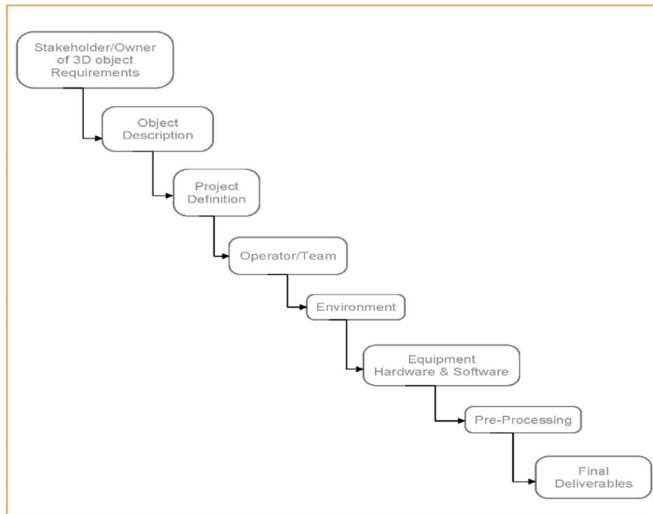 Stakeholder/Owner
of 3D object
Requirements
Object
Description
Project
Definition
Operator/Team
Environment
Equipment
Hardware & Software
Pre-Processing
Final
Deliverables